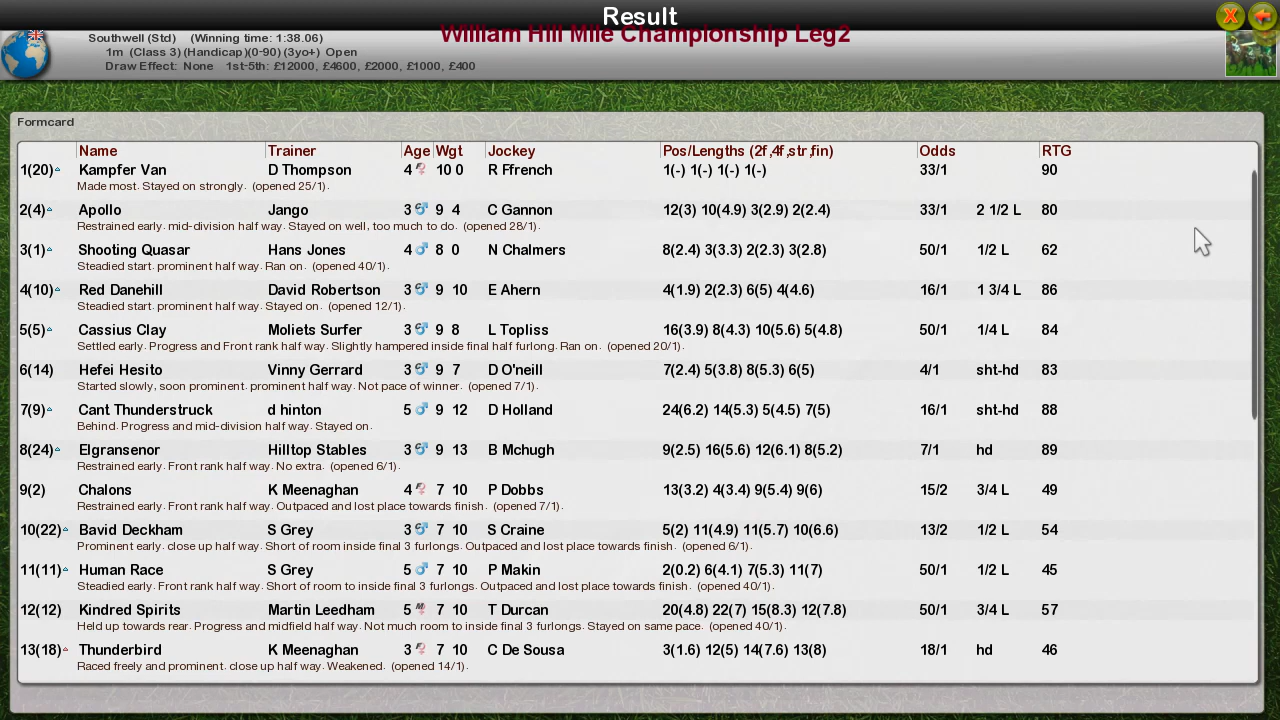 Result
William Hill Mile Championship Leg2
Southwell (Std) (Winning time: 1:38.06)
1m (Class 3) (Handicap)(0-90) (3yo+) Open
Draw Effect: None 1st-5th: £12000, £4600, £2000, £1000, £400
Formcard
Name Trainer Age Wgt Jockey Pos/Lengths (2f,4f,str,fin) Odds RTG
1(20) Kampfer Van D Thompson 4 10 0 R Ffrench 1(-) 1(-) 1(-) 1(-) 33/1 90
Made most. Stayed on strongly. (opened 25/1).
2(4) Apollo Jango 3 9 4 C Gannon 12(3) 10(4.9) 3(2.9) 2(2.4) 33/1 2 1/2 L 80
Restrained early. mid-division half way. Stayed on well, too much to do. (opened 28/1).
3(1) Shooting Quasar Hans Jones 4 8 0 N Chalmers 8(2.4) 3(3.3) 2(2.3) 3(2.8) 50/1 1/2 L 62
Steadied start. prominent half way. Ran on. (opened 40/1).
4(10) Red Danehill David Robertson 3 9 10 E Ahern 4(1.9) 2(2.3) 6(5) 4(4.6) 16/1 1 3/4 L 86
Steadied start. prominent half way. Stayed on. (opened 12/1).
5(5) Cassius Clay Moliets Surfer 3 9 8 L Topliss 16(3.9) 8(4.3) 10(5.6) 5(4.8) 50/1 1/4 L 84
Settled early. Progress and Front rank half way. Slightly hampered inside final half furlong. Ran on. (opened 20/1).
6(14) Hefei Hesito Vinny Gerrard 3 9 7 D O'neill 7(2.4) 5(3.8) 8(5.3) 6(5) 4/1 sht-hd 83
Started slowly, soon prominent. prominent half way. Not pace of winner. (opened 7/1).
7(9) Cant Thunderstruck d hinton 5 9 12 D Holland 24(6.2) 14(5.3) 5(4.5) 7(5) 16/1 sht-hd 88
Behind. Progress and mid-division half way. Stayed on.
8(24) Elgransenor Hilltop Stables 3 9 13 B Mchugh 9(2.5) 16(5.6) 12(6.1) 8(5.2) 7/1 hd 89
Restrained early. Front rank half way. No extra. (opened 6/1).
9(2) Chalons K Meenaghan 4 7 10 P Dobbs 13(3.2) 4(3.4) 9(5.4) 9(6) 15/2 3/4 L 49
Restrained early. Front rank half way. Outpaced and lost place towards finish. (opened 7/1).
10(22) Bavid Deckham S Grey 3 7 10 S Craine 5(2) 11(4.9) 11(5.7) 10(6.6) 13/2 1/2 L 54
Prominent early. close up half way. Short of room inside final 3 furlongs. Outpaced and lost place towards finish. (opened 6/1).
11(11) Human Race S Grey 5 7 10 P Makin 2(0.2) 6(4.1) 7(5.3) 11(7) 50/1 1/2 L 45
Steadied early. Front rank half way. Short of room to inside final 3 furlongs. Outpaced and lost place towards finish. (opened 40/1).
12(12) Kindred Spirits Martin Leedham 5 7 10 T Durcan 20(4.8) 22(7) 15(8.3) 12(7.8) 50/1 3/4 L 57
Held up towards rear. Progress and midfield half way. Not much room to inside final 3 furlongs. Stayed on same pace. (opened 40/1).
13(18) Thunderbird K Meenaghan 3 7 10 C De Sousa 3(1.6) 12(5) 14(7.6) 13(8) 18/1 hd 46
Raced freely and prominent. close up half way. Weakened. (opened 14/1).